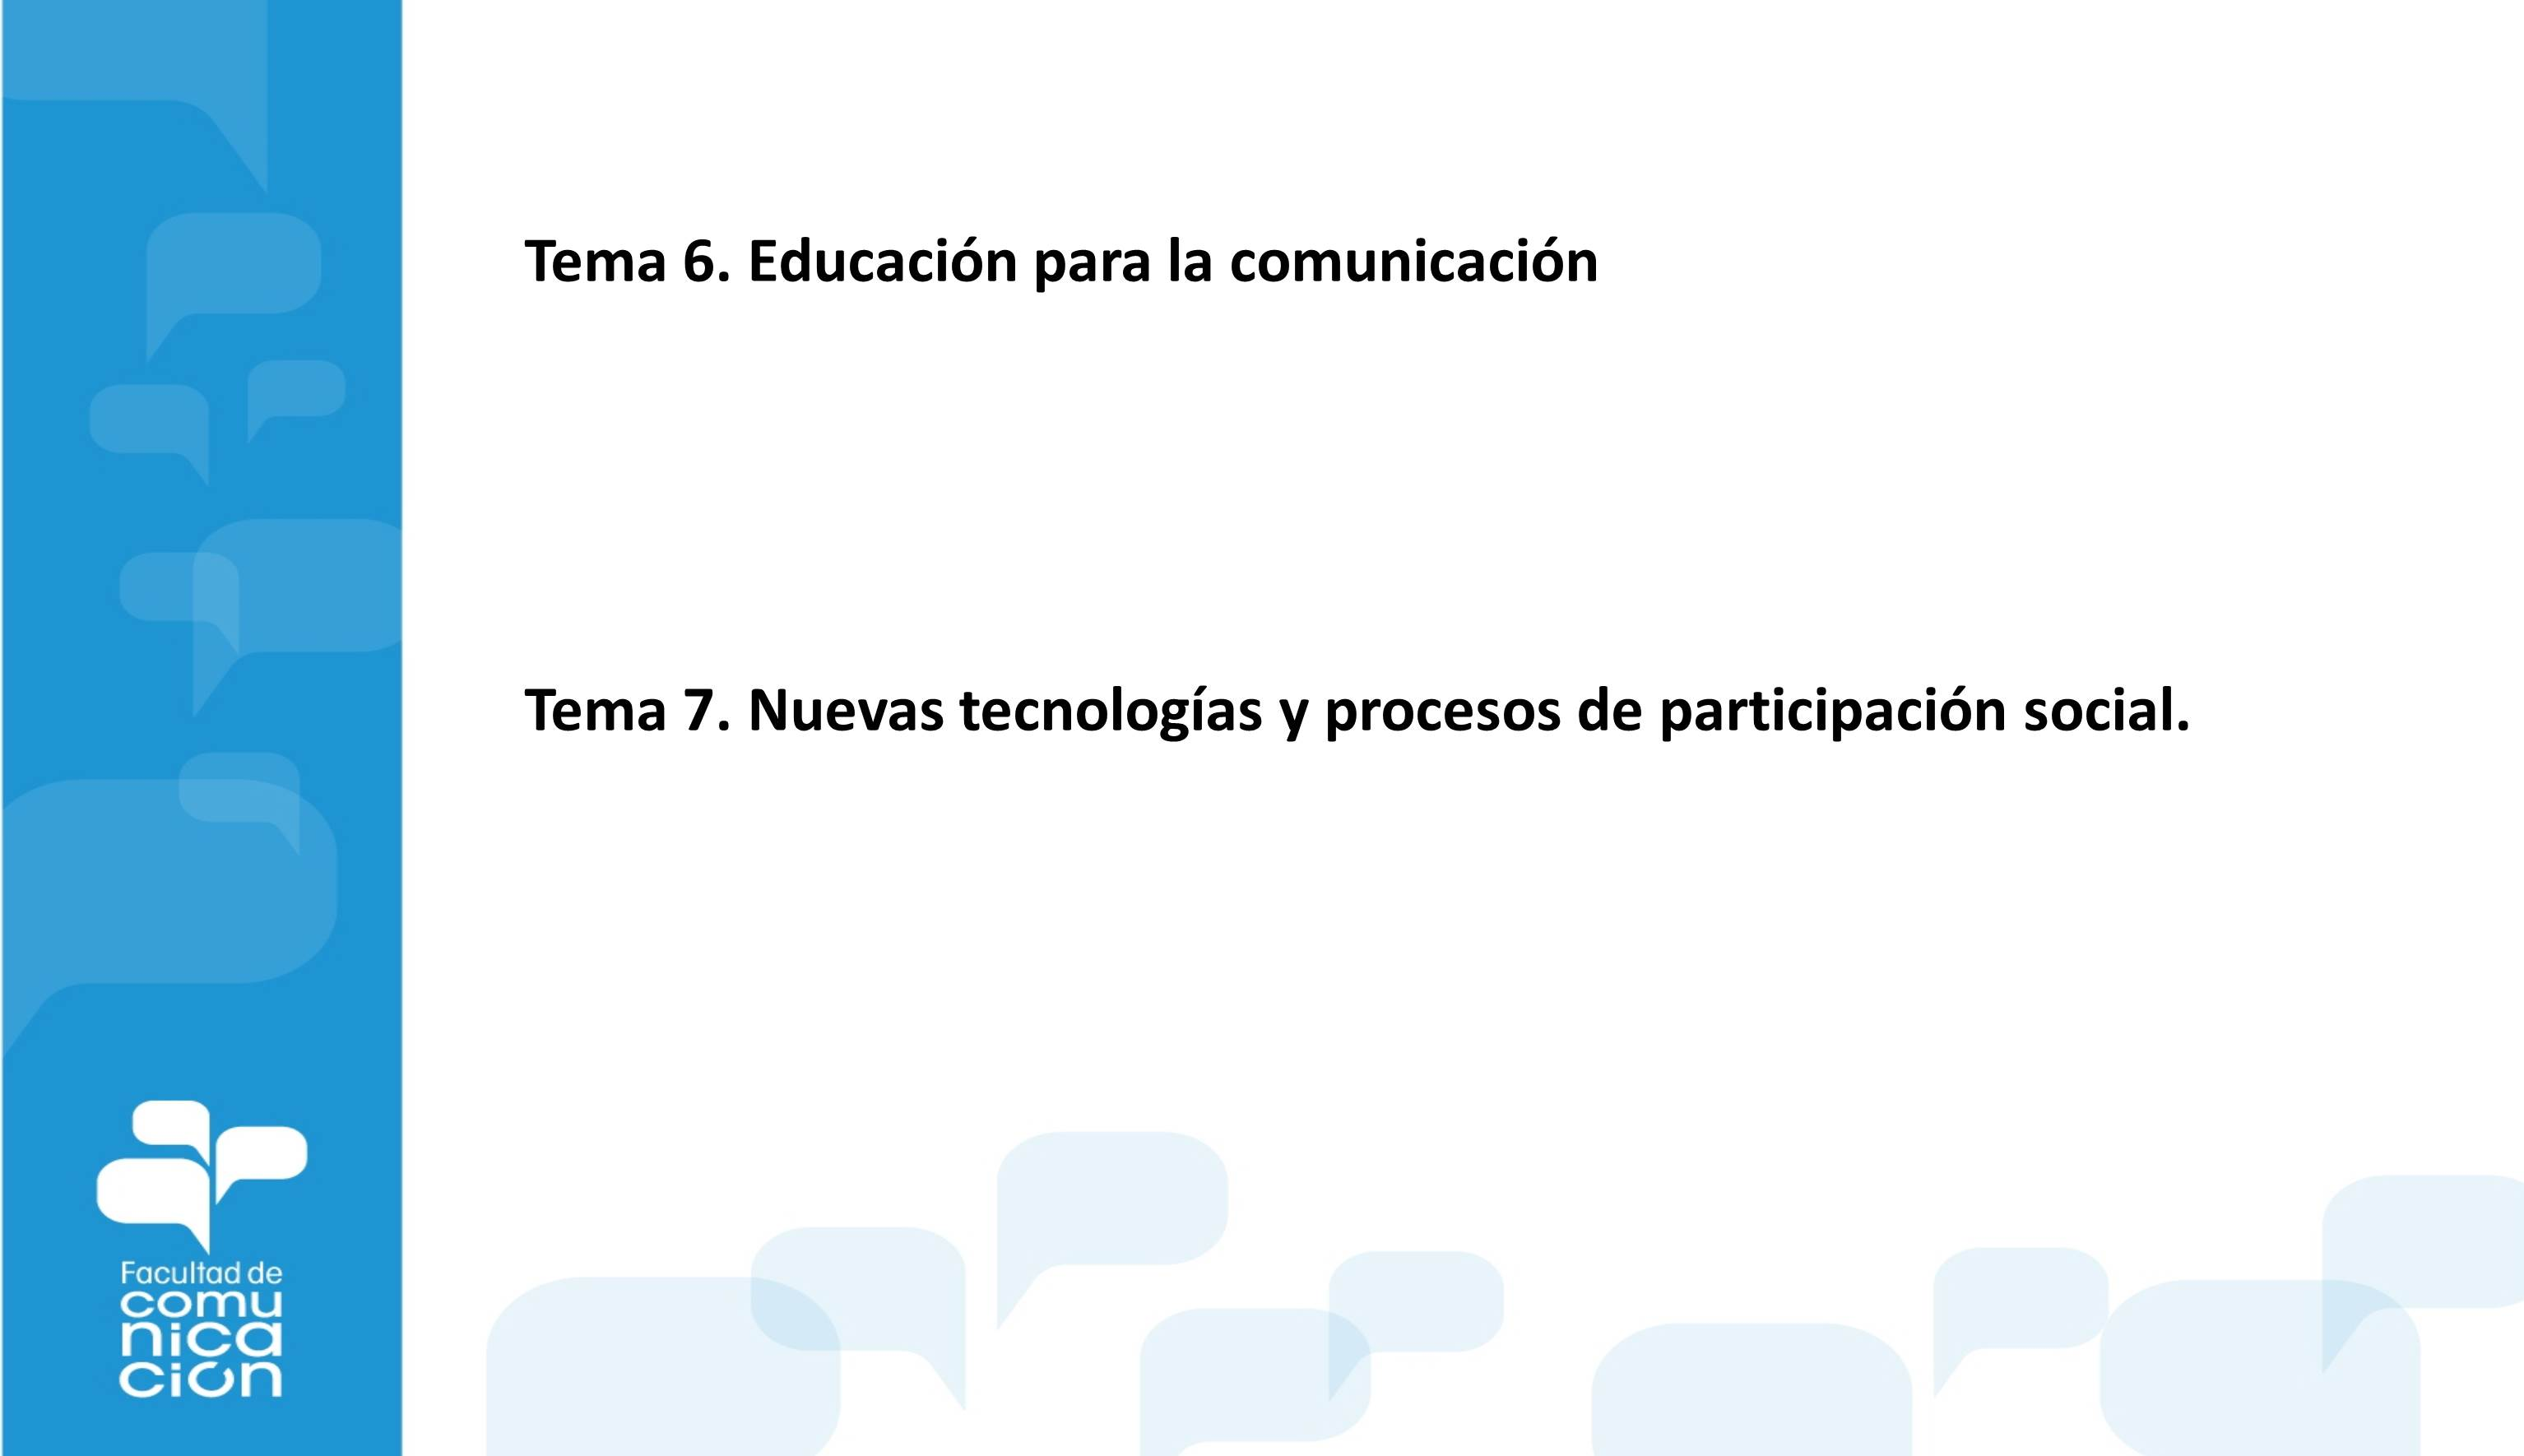 Tema 6. Educación para la comunicación
Tema 7. Nuevas tecnologías y procesos de participación social.
Facultad de
comu
nica
ción